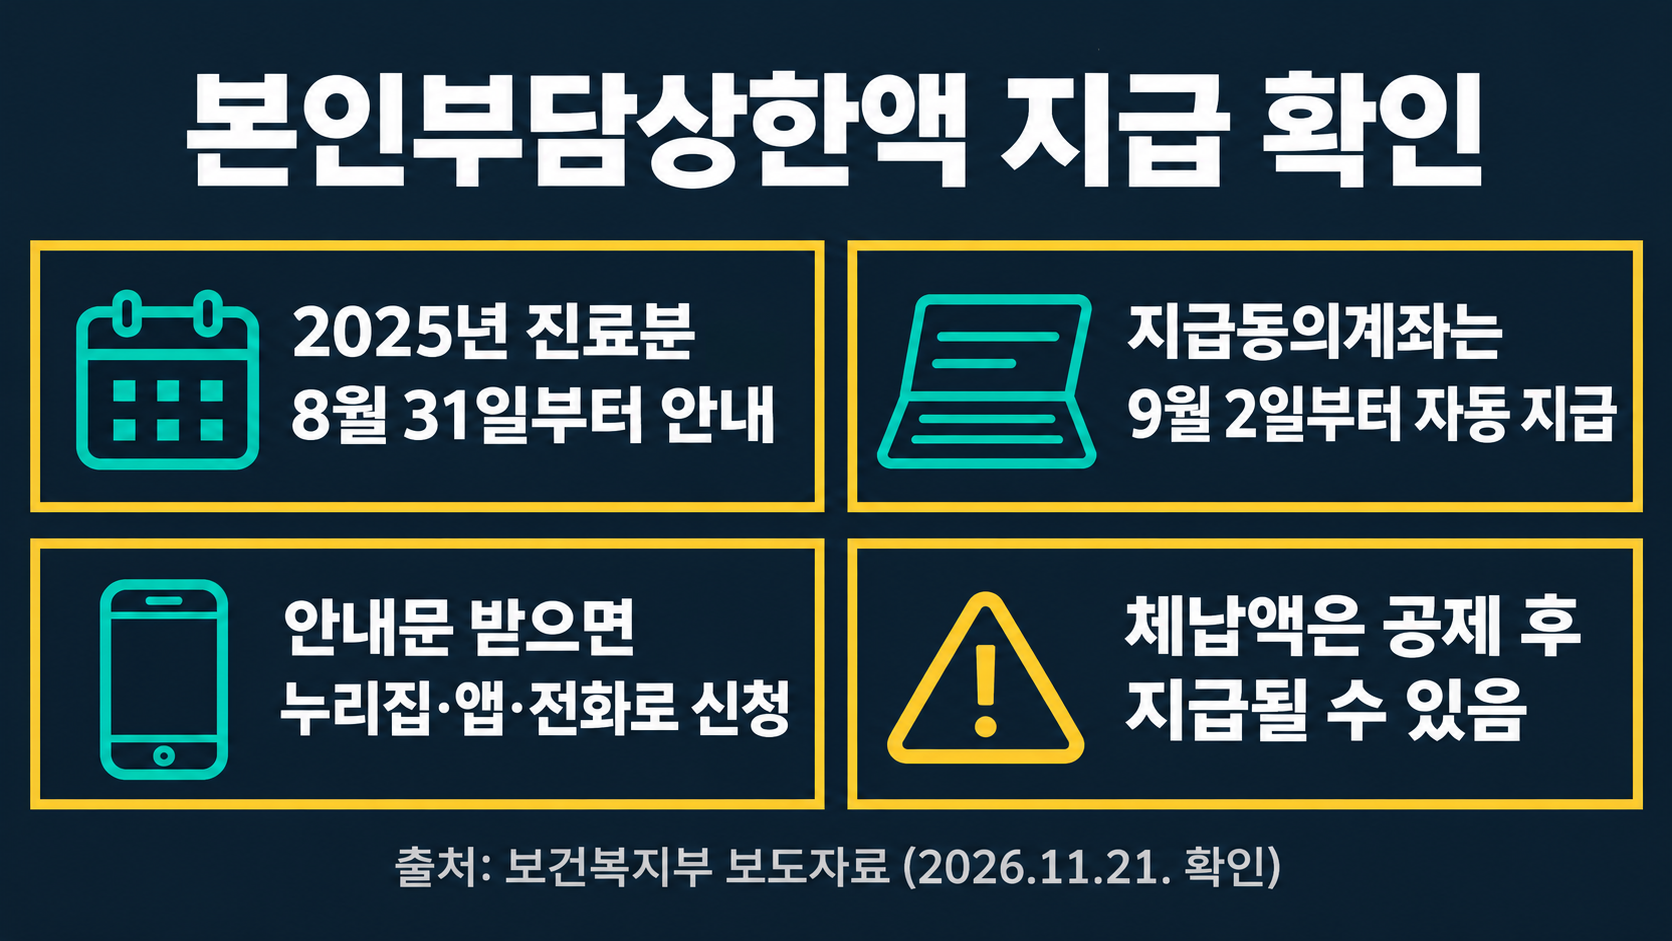 본인부담상한액 지급 확인
2025년 진료분
8월 31일부터 안내
지급동의계좌는
9월 2일부터 자동 지급
안내문 받으면
누리집·앱·전화로 신청
체납액은 공제 후
지급될 수 있음
출처: 보건복지부 보도자료 (2026.11.21. 확인)